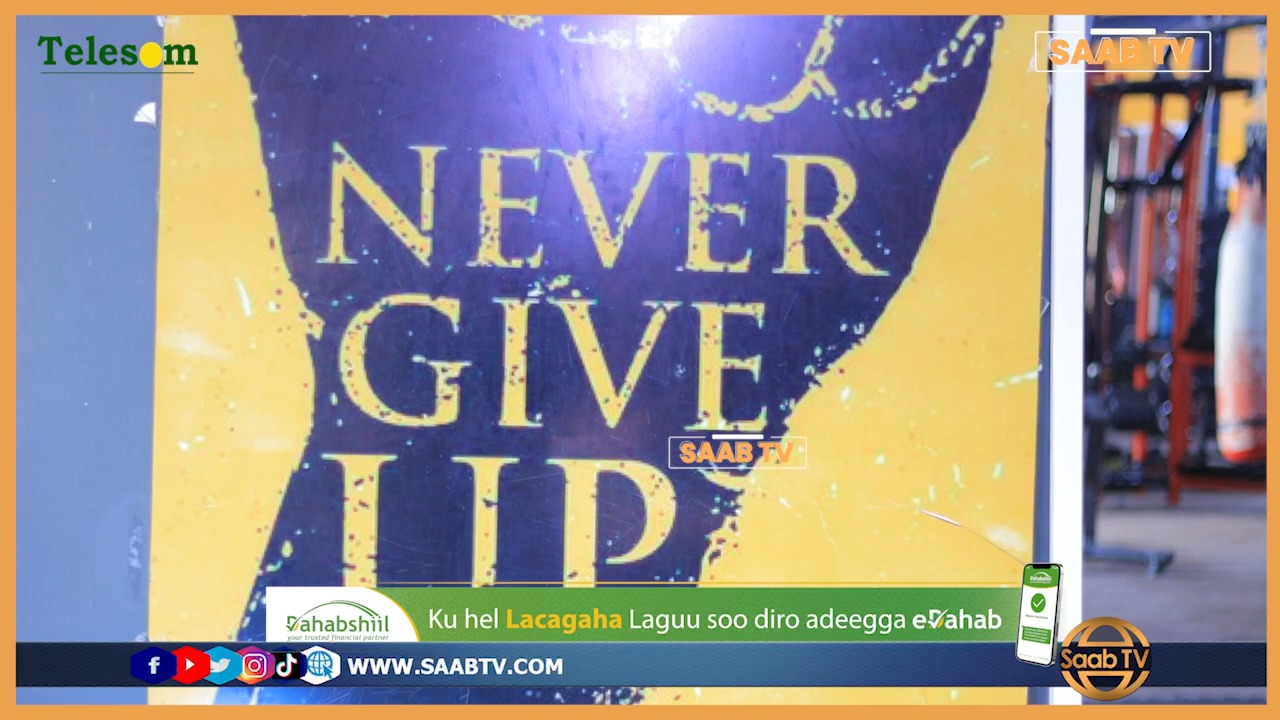 Telesom
SAAB TV
NEVER
GIVE
UP
SAAB TV
Dahabshiil
your trusted financial partner
Ku hel Lacagaha Laguu soo diro adeegga eDahab
WWW.SAABTV.COM
Saab TV